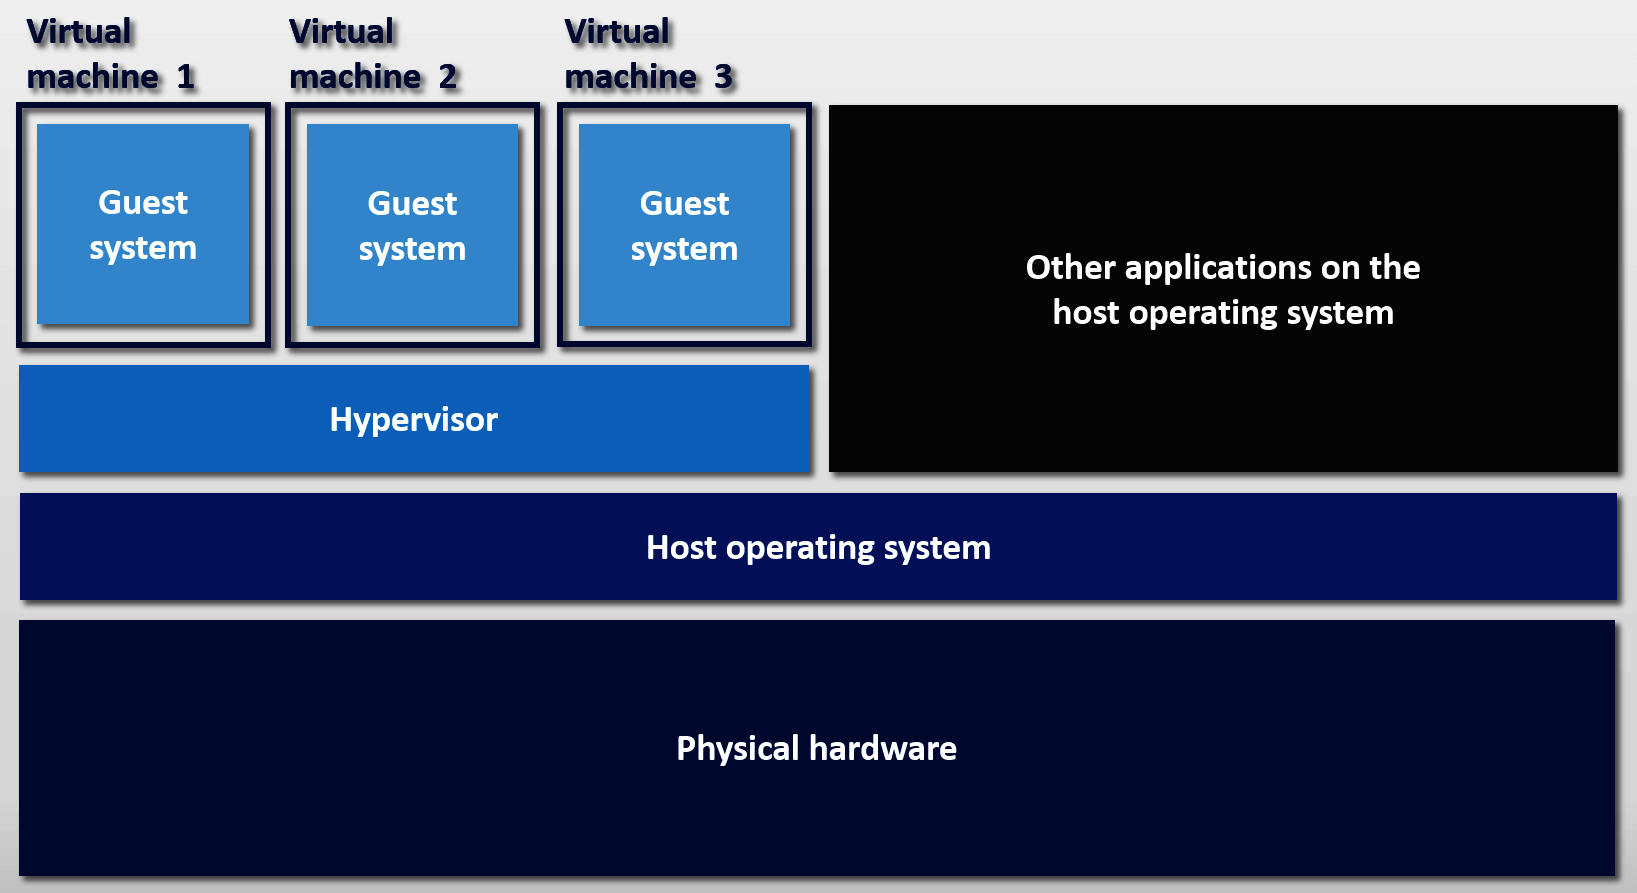 Virtual
machine 1
Virtual
machine 2
Virtual
machine 3
Guest
system
Guest
system
Guest
system
Other applications on the
host operating system
Hypervisor
Host operating system
Physical hardware